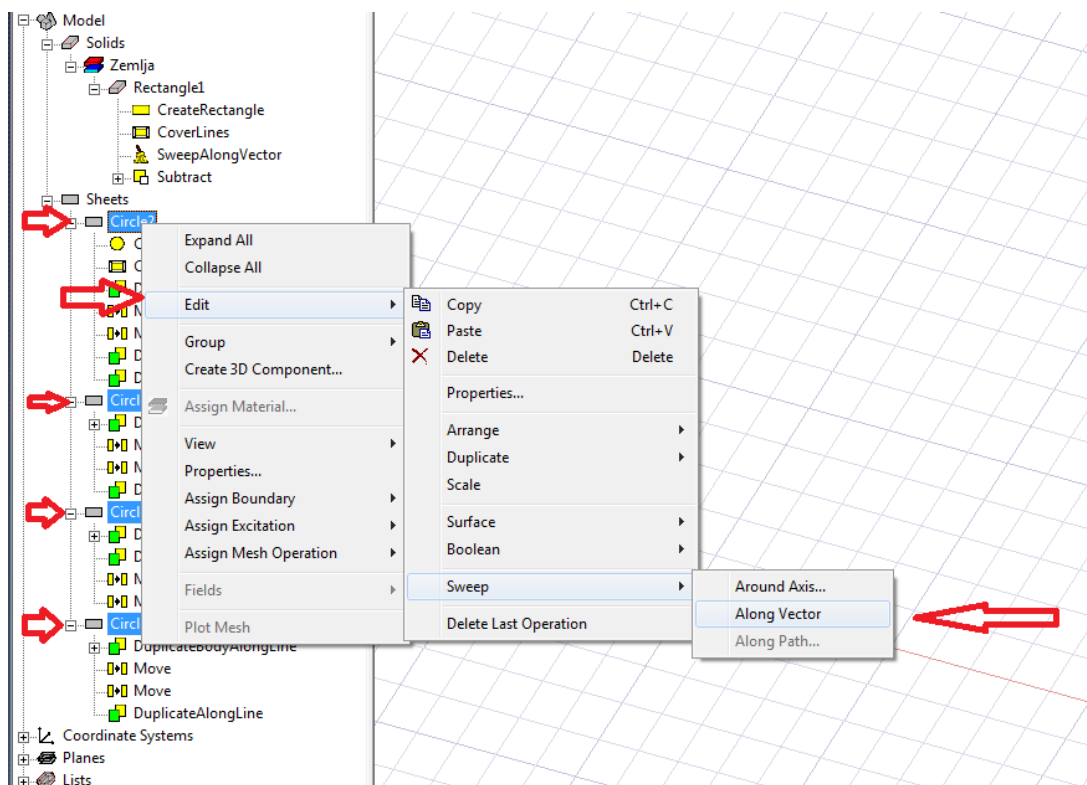 Model
Solids
Zemlja
Rectangle1
CreateRectangle
CoverLines
SweepAlongVector
Subtract
Sheets
Circle2
Expand All
Collapse All
Edit
Group
Create 3D Component...
Assign Material...
View
Properties...
Assign Boundary
Assign Excitation
Assign Mesh Operation
Fields
Plot Mesh
Copy Ctrl+C
Paste Ctrl+V
Delete Delete
Properties...
Arrange
Duplicate
Scale
Surface
Boolean
Sweep
Delete Last Operation
Around Axis...
Along Vector
Along Path...
DuplicateBodyAlongLine
Move
Move
DuplicateAlongLine
Coordinate Systems
Planes
Lists